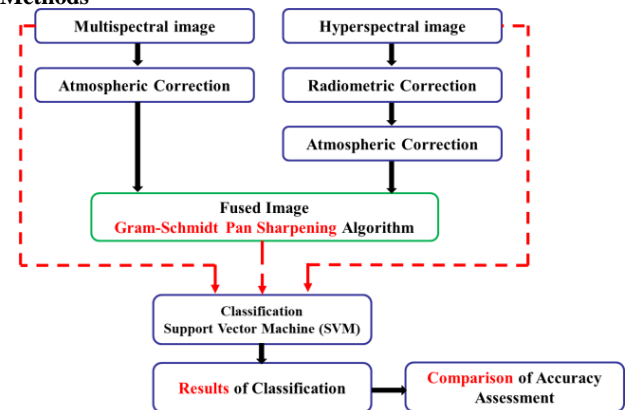 Methods
Multispectral image
Hyperspectral image
Atmospheric Correction
Radiometric Correction
Atmospheric Correction
Fused Image
Gram-Schmidt Pan Sharpening Algorithm
Classification
Support Vector Machine (SVM)
Results of Classification
Comparison of Accuracy
Assessment